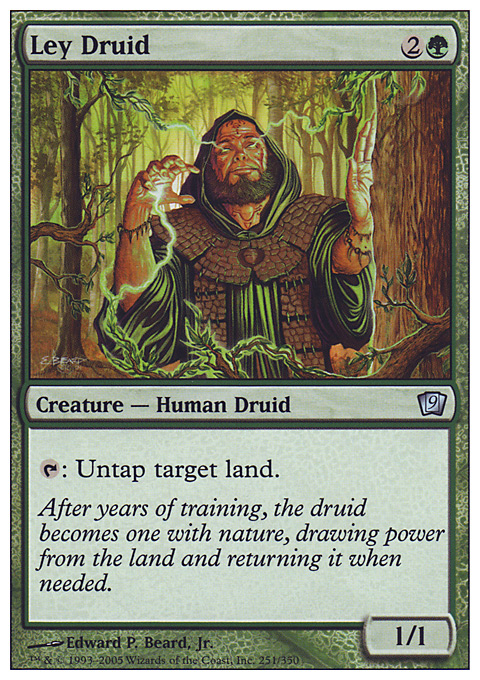 Ley Druid 2
E. BEARD
Creature — Human Druid 9
: Untap target land.
After years of training, the druid
becomes one with nature, drawing power
from the land and returning it when
needed.
Edward P. Beard, Jr.
1/1
™ & © 1993–2005 Wizards of the Coast, Inc. 251/350